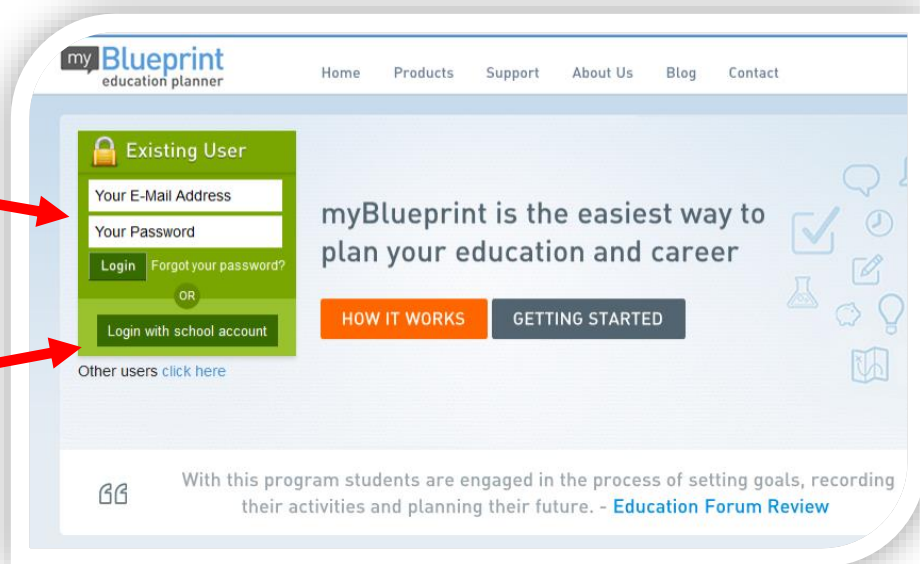 my Blueprint
education planner
Home Products Support About Us Blog Contact
Existing User
Your E-Mail Address
Your Password
Login Forgot your password?
OR
Login with school account
Other users click here
myBlueprint is the easiest way to
plan your education and career
HOW IT WORKS GETTING STARTED
With this program students are engaged in the process of setting goals, recording
their activities and planning their future. - Education Forum Review